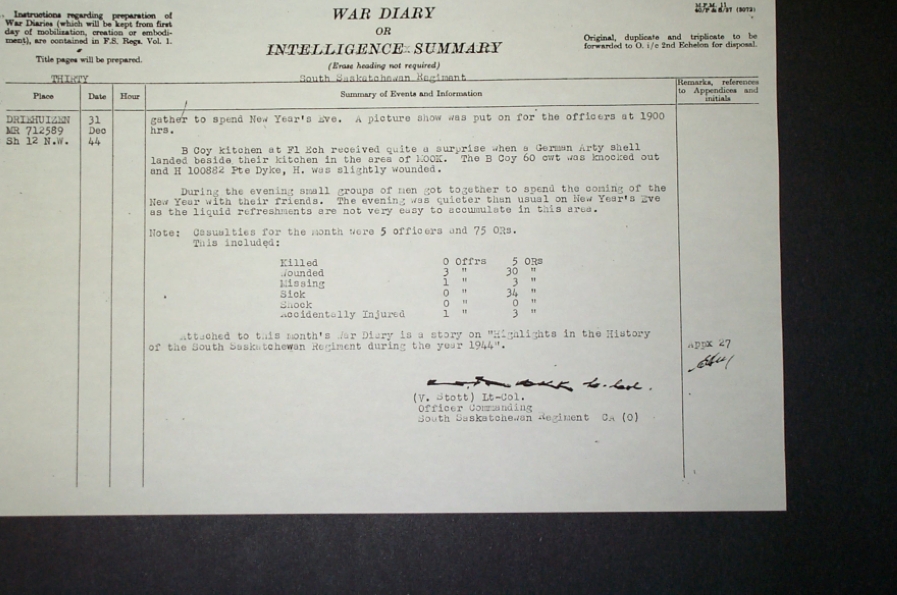 Instructions regarding preparation of
War Diaries (which will be kept from first
day of mobilization, creation or embodi-
ment), are contained in F.S. Regs. Vol. 1.
Title pages will be prepared.
WAR DIARY
OR
INTELLIGENCE SUMMARY
(Erase heading not required)
M.F.M. 11
Original, duplicate and triplicate to be
forwarded to O. i/c 2nd Echelon for disposal.
THIRTY
South Saskatchewan Regiment
Place Date Hour Summary of Events and Information Remarks, references
to Appendices and
initials
DRIEHUIZEN 31
MR 712589 Dec
Sh 12 N.W. 44
gather to spend New Year's Eve. A picture show was put on for the officers at 1900
hrs.
B Coy kitchen at Fl Ech received quite a surprise when a German Arty shell
landed beside their kitchen in the area of MOOK. The B Coy 60 cwt was knocked out
and H 100882 Pte Dyke, H. was slightly wounded.
During the evening small groups of men got together to spend the coming of the
New Year with their friends. The evening was quieter than usual on New Year's Eve
as the liquid refreshments are not very easy to accumulate in this area.
Note: Casualties for the month were 5 officers and 75 ORs.
This included:
Killed 0 Offrs 5 ORs
Wounded 3 " 30 "
Missing 1 " 3 "
Sick 0 " 34 "
Shock 0 " 0 "
Accidentally Injured 1 " 3 "
Attached to this month's War Diary is a story on "Highlights in the History
of the South Saskatchewan Regiment during the year 1944".
Appx 27
Lt-Col.
(V. Stott) Lt-Col.
Officer Commanding
South Saskatchewan Regiment CA (O)